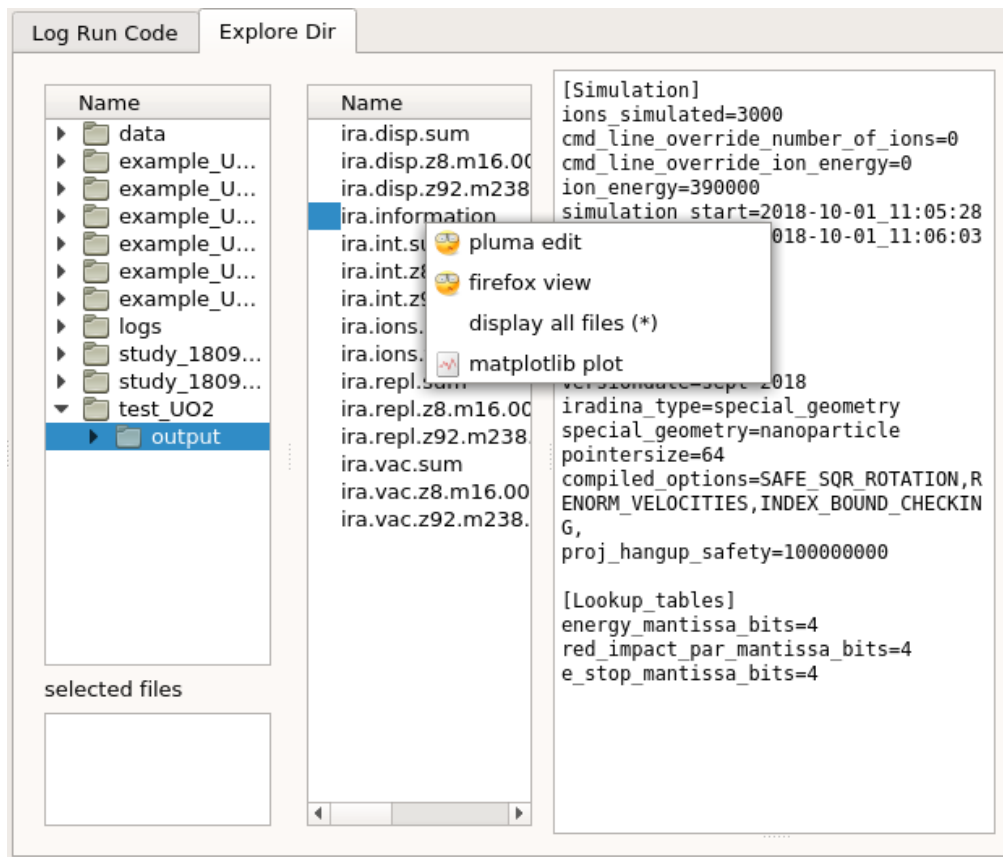 Log Run Code
Explore Dir
Name
data
example_U...
example_U...
example_U...
example_U...
example_U...
example_U...
logs
study_1809...
study_1809...
test_UO2
output
selected files
Name
ira.disp.sum
ira.disp.z8.m16.00
ira.disp.z92.m238
ira.information
ira.int.su
ira.int.z8
ira.int.z9
ira.ions.
ira.ions.
ira.repl.sum
ira.repl.z8.m16.00
ira.repl.z92.m238.
ira.vac.sum
ira.vac.z8.m16.00
ira.vac.z92.m238.
pluma edit
firefox view
display all files (*)
matplotlib plot
[Simulation]
ions_simulated=3000
cmd_line_override_number_of_ions=0
cmd_line_override_ion_energy=0
ion_energy=390000
simulation_start=2018-10-01_11:05:28
018-10-01_11:06:03
versiondate=sept-2018
iradina_type=special_geometry
special_geometry=nanoparticle
pointersize=64
compiled_options=SAFE_SQR_ROTATION,R
ENORM_VELOCITIES,INDEX_BOUND_CHECKIN
G,
proj_hangup_safety=100000000
[Lookup_tables]
energy_mantissa_bits=4
red_impact_par_mantissa_bits=4
e_stop_mantissa_bits=4